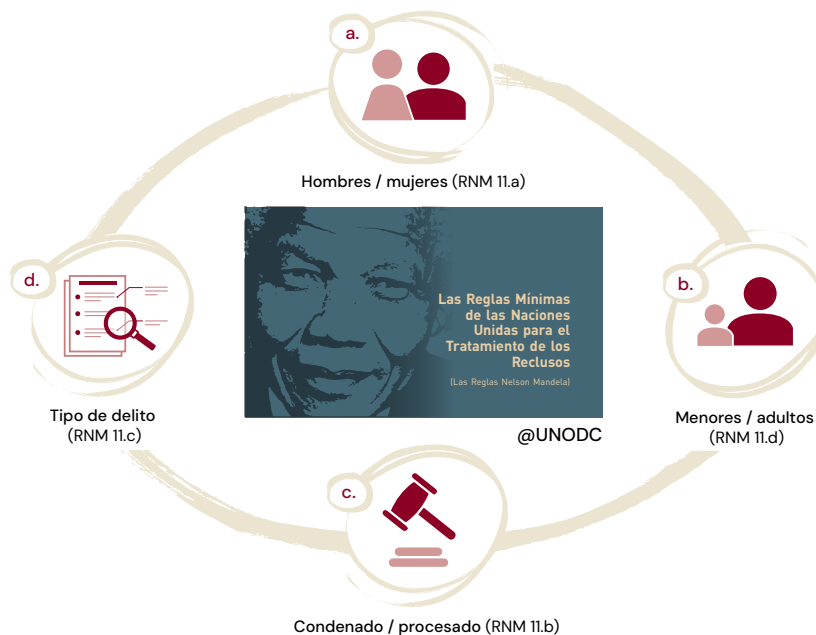 a.
Hombres / mujeres (RNM 11.a)
d.
b.
Las Reglas Mínimas
de las Naciones
Unidas para el
Tratamiento de los
Reclusos
(Las Reglas Nelson Mandela)
Tipo de delito
(RNM 11.c)
Menores / adultos
(RNM 11.d)
@UNODC
c.
Condenado / procesado (RNM 11.b)